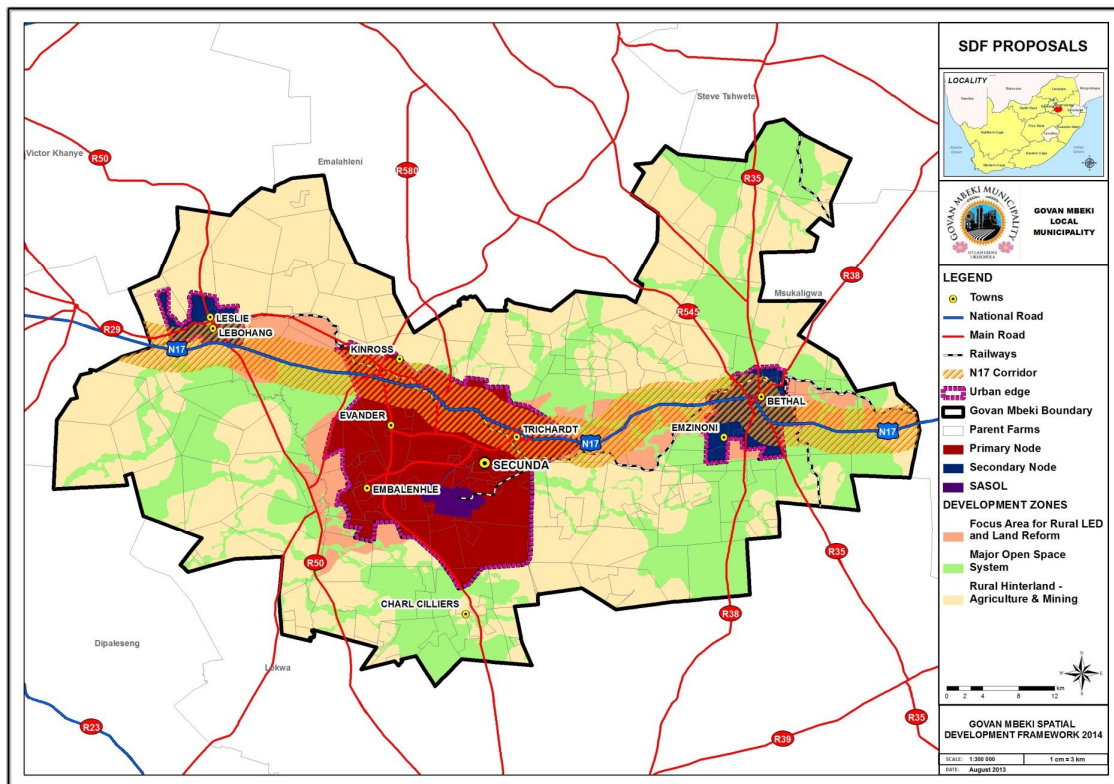 SDF PROPOSALS
LOCALITY
GOVAN MBEKI MUNICIPALITY
GOVAN MBEKI
LOCAL
MUNICIPALITY
LEGEND
Towns
National Road
Main Road
Railways
N17 Corridor
Urban edge
Govan Mbeki Boundary
Parent Farms
Primary Node
Secondary Node
SASOL
DEVELOPMENT ZONES
Focus Area for Rural LED
and Land Reform
Major Open Space
System
Rural Hinterland -
Agriculture & Mining
0 2 4 8 12 km
GOVAN MBEKI SPATIAL
DEVELOPMENT FRAMEWORK 2014
SCALE: 1:300 000 1 cm = 3 km
DATE: August 2013
Steve Tshwete
Victor Khanye
R50
Emalahleni
R580
R35
R38
Msukaligwa
R545
LESLIE
R29
LEBOHANG
N17
KINROSS
BETHAL
EVANDER
TRICHARDT
EMZINONI
N17
N17
SECUNDA
EMBALENHLE
R50
R35
CHARL CILLIERS
R38
Dipaleseng
Lekwa
R23
R39
R35